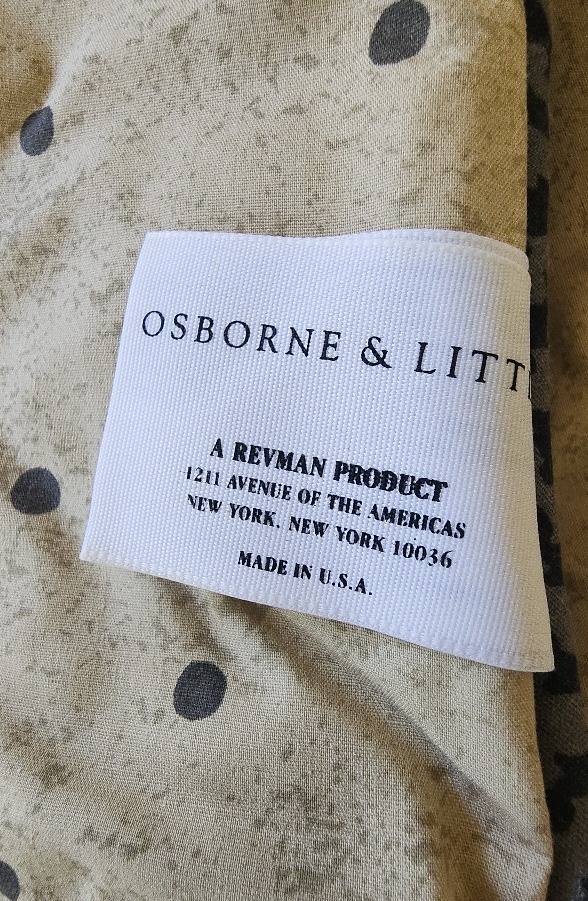 OSBORNE & LITT
A REVMAN PRODUCT
1211 AVENUE OF THE AMERICAS
NEW YORK, NEW YORK 10036
MADE IN U.S.A.